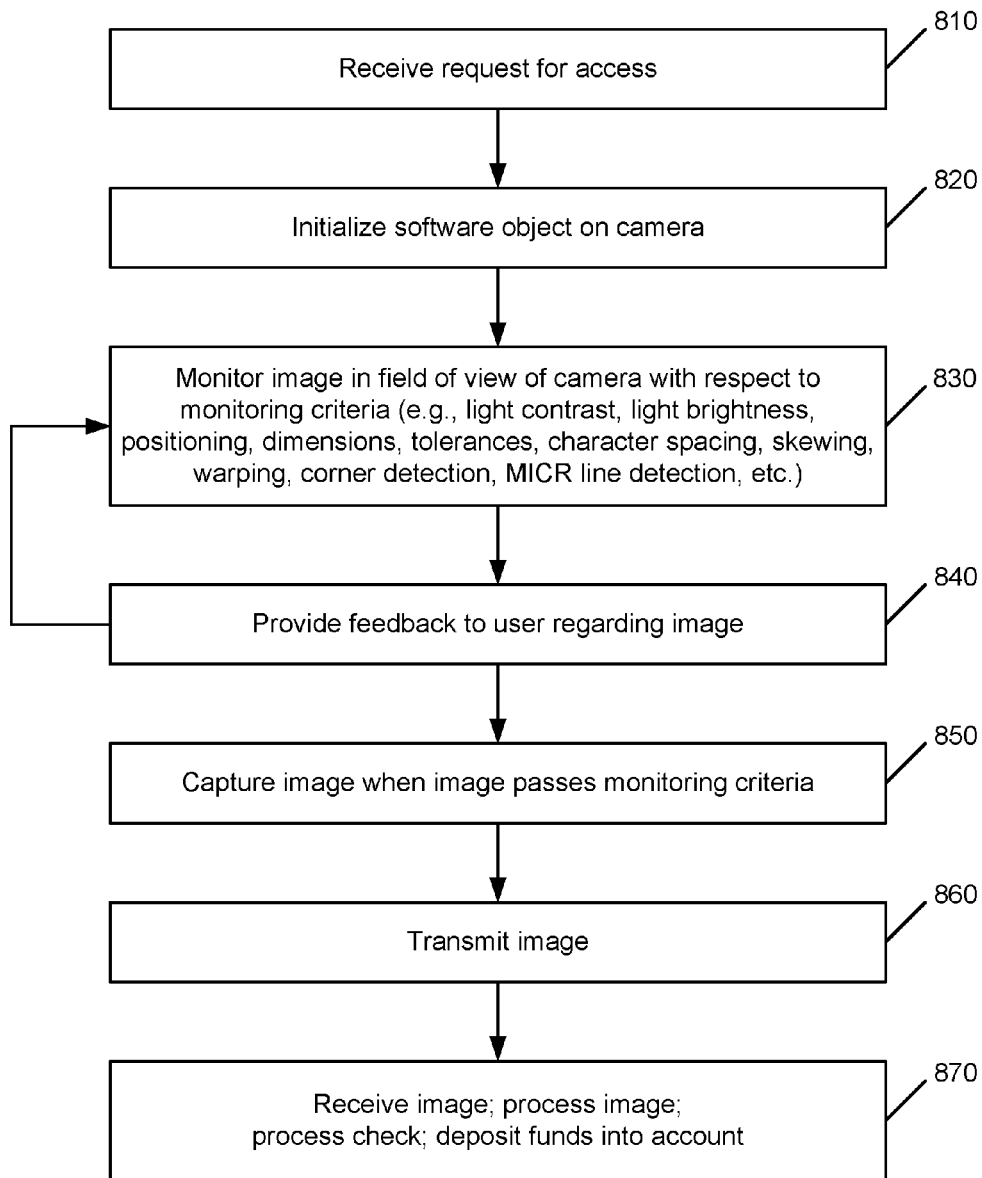 810
Receive request for access
820
Initialize software object on camera
830
Monitor image in field of view of camera with respect to
monitoring criteria (e.g., light contrast, light brightness,
positioning, dimensions, tolerances, character spacing, skewing,
warping, corner detection, MICR line detection, etc.)
840
Provide feedback to user regarding image
850
Capture image when image passes monitoring criteria
860
Transmit image
870
Receive image; process image;
process check; deposit funds into account